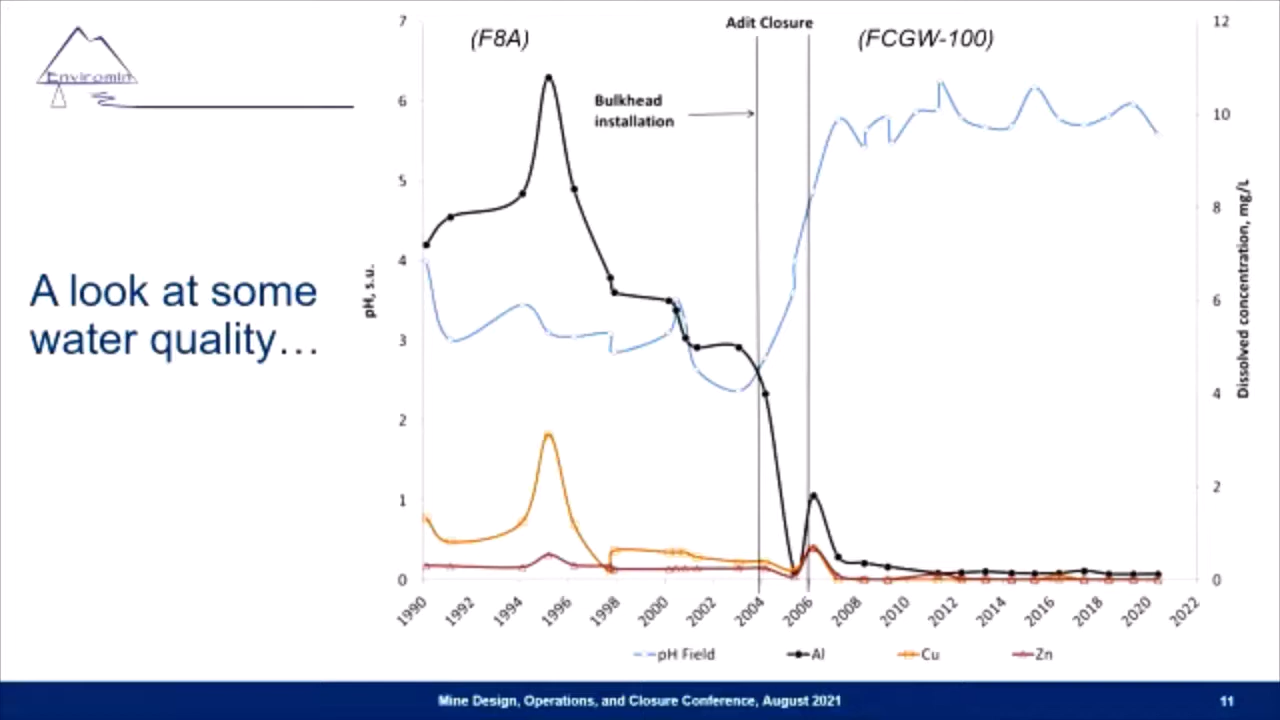 Enviromin
A look at some
water quality...
(F8A)
Adit Closure
(FCGW-100)
Bulkhead
installation
pH, s.u.
7
6
5
4
3
2
1
0
Dissolved concentration, mg/L
12
10
8
6
4
2
0
1990
1992
1994
1996
1998
2000
2002
2004
2006
2008
2010
2012
2014
2016
2018
2020
2022
pH Field
Al
Cu
Zn
Mine Design, Operations, and Closure Conference, August 2021
11